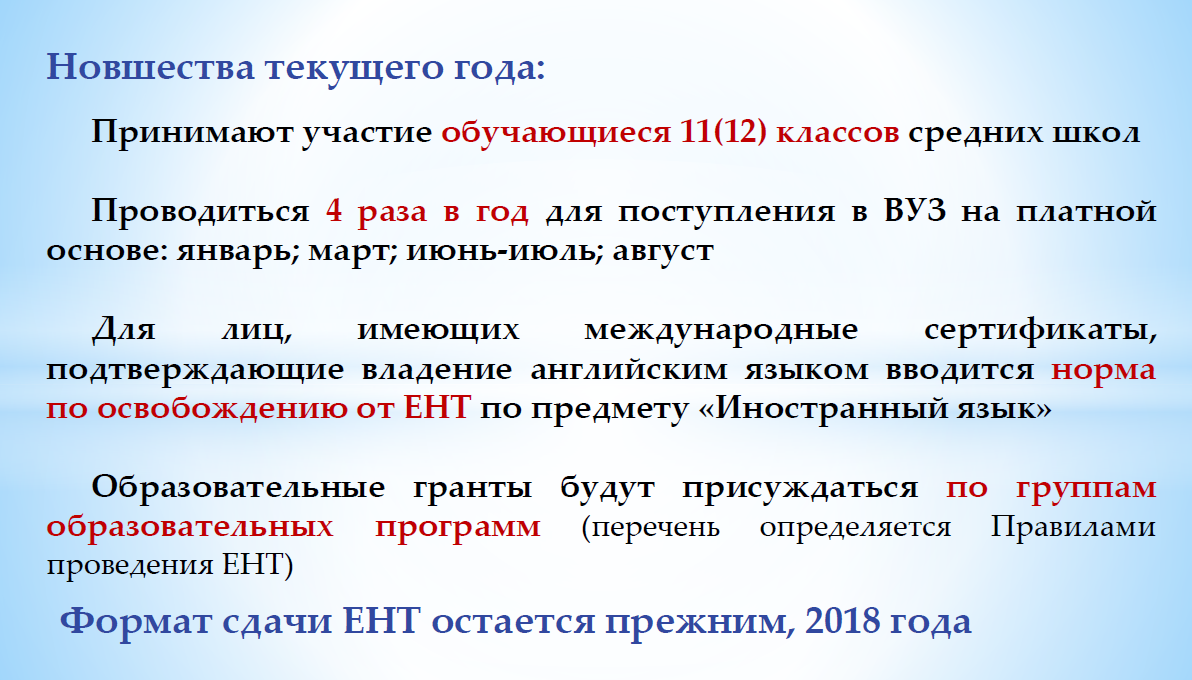 Новшества текущего года:
Принимают участие обучающиеся 11(12) классов средних школ
Проводиться 4 раза в год для поступления в ВУЗ на платной
основе: январь; март; июнь-июль; август
Для лиц, имеющих международные сертификаты,
подтверждающие владение английским языком вводится норма
по освобождению от ЕНТ по предмету «Иностранный язык»
Образовательные гранты будут присуждаться по группам
образовательных программ (перечень определяется Правилами
проведения ЕНТ)
Формат сдачи ЕНТ остается прежним, 2018 года